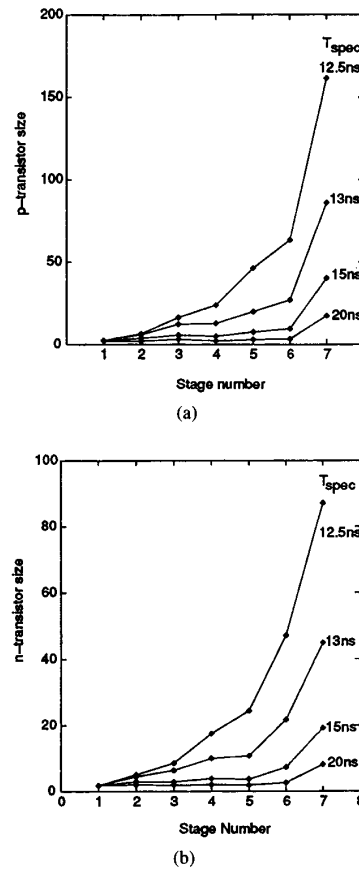 200
150
100
50
0
p-transistor size
T spec
12.5ns
13ns
15ns
20ns
1 2 3 4 5 6 7
Stage number
(a)
100
80
60
40
20
0
n-transistor size
T spec
12.5ns
13ns
15ns
20ns
0 1 2 3 4 5 6 7 8
Stage Number
(b)